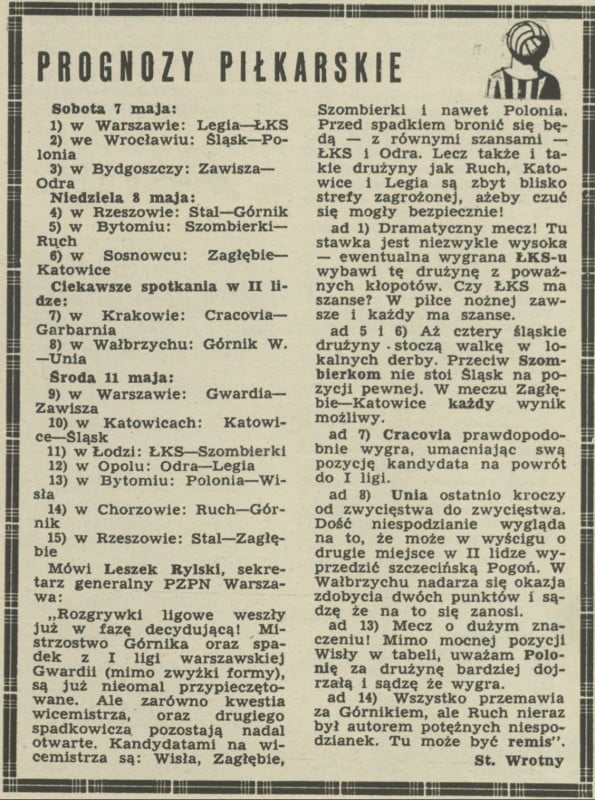 PROGNOZY PIŁKARSKIE
Sobota 7 maja:
1) w Warszawie: Legia—ŁKS
2) we Wrocławiu: Śląsk—Po-
lonia
3) w Bydgoszczy: Zawisza—
Odra
Niedziela 8 maja:
4) w Rzeszowie: Stal—Górnik
5) w Bytomiu: Szombierki—
Ruch
6) w Sosnowcu: Zagłębie—
Katowice
Ciekawsze spotkania w II li-
dze:
7) w Krakowie: Cracovia—
Garbarnia
8) w Wałbrzychu: Górnik W.
—Unia
Środa 11 maja:
9) w Warszawie: Gwardia—
Zawisza
10) w Katowicach: Katowi-
ce—Śląsk
11) w Łodzi: ŁKS—Szombierki
12) w Opolu: Odra—Legia
13) w Bytomiu: Polonia—Wi-
sła
14) w Chorzowie: Ruch—Gór-
nik
15) w Rzeszowie: Stal—Zagłę-
bie
Mówi Leszek Rylski, sekre-
tarz generalny PZPN Warsza-
wa:
„Rozgrywki ligowe weszły
już w fazę decydującą! Mi-
strzostwo Górnika oraz spa-
dek z I ligi warszawskiej
Gwardii (mimo zwyżki formy),
są już nieomal przypieczęto-
wane. Ale zarówno kwestia
wicemistrza, oraz drugiego
spadkowicza pozostają nadal
otwarte. Kandydatami na wi-
cemistrza są: Wisła, Zagłębie,
Szombierki i nawet Polonia.
Przed spadkiem bronić się bę-
dą — z równymi szansami —
ŁKS i Odra. Lecz także i ta-
kie drużyny jak Ruch, Kato-
wice i Legia są zbyt blisko
strefy zagrożonej, ażeby czuć
się mogły bezpiecznie!
ad 1) Dramatyczny mecz! Tu
stawka jest niezwykle wysoka
— ewentualna wygrana ŁKS-u
wybawi tę drużynę z poważ-
nych kłopotów. Czy ŁKS ma
szanse? W piłce nożnej zaw-
sze i każdy ma szanse.
ad 5 i 6) Aż cztery śląskie
drużyny stoczą walkę w lo-
kalnych derby. Przeciw Szom-
bierkom nie stoi Śląsk na po-
zycji pewnej. W meczu Zagłę-
bie—Katowice każdy wynik
możliwy.
ad 7) Cracovia prawdopodo-
bnie wygra, umacniając swą
pozycję kandydata na powrót
do I ligi.
ad 8) Unia ostatnio kroczy
od zwycięstwa do zwycięstwa.
Dość niespodzianie wygląda
na to, że może w wyścigu o
drugie miejsce w II lidze wy-
przedzić szczecińską Pogoń. W
Wałbrzychu nadarza się okazja
zdobycia dwóch punktów i są-
dzę że na to się zanosi.
ad 13) Mecz o dużym zna-
czeniu! Mimo mocnej pozycji
Wisły w tabeli, uważam Polo-
nię za drużynę bardziej doj-
rzałą i sądzę że wygra.
ad 14) Wszystko przemawia
za Górnikiem, ale Ruch nieraz
był autorem potężnych niespo-
dzianek. Tu może być remis”.
St. Wrotny